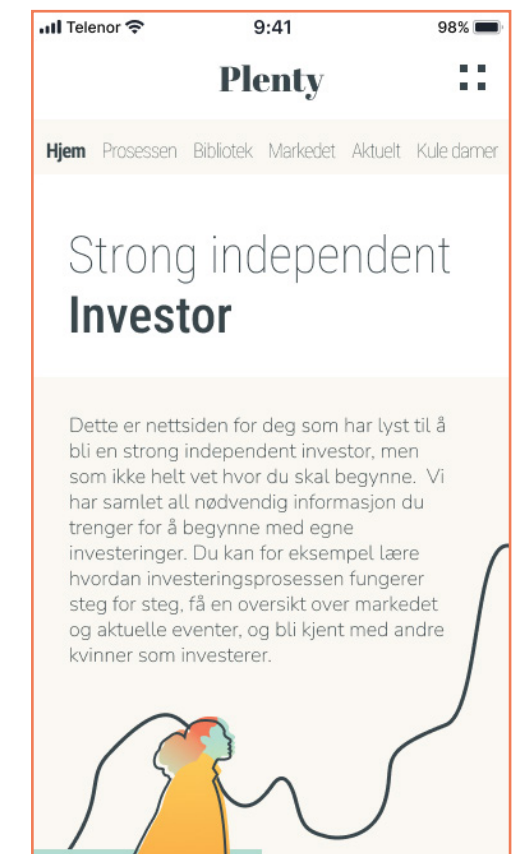 Telenor 9:41 98%
Plenty
Hjem Prosessen Bibliotek Markedet Aktuelt Kule damer
Strong independent
Investor
Dette er nettsiden for deg som har lyst til å
bli en strong independent investor, men
som ikke helt vet hvor du skal begynne. Vi
har samlet all nødvendig informasjon du
trenger for å begynne med egne
investeringer. Du kan for eksempel lære
hvordan investeringsprosessen fungerer
steg for steg, få en oversikt over markedet
og aktuelle eventer, og bli kjent med andre
kvinner som investerer.